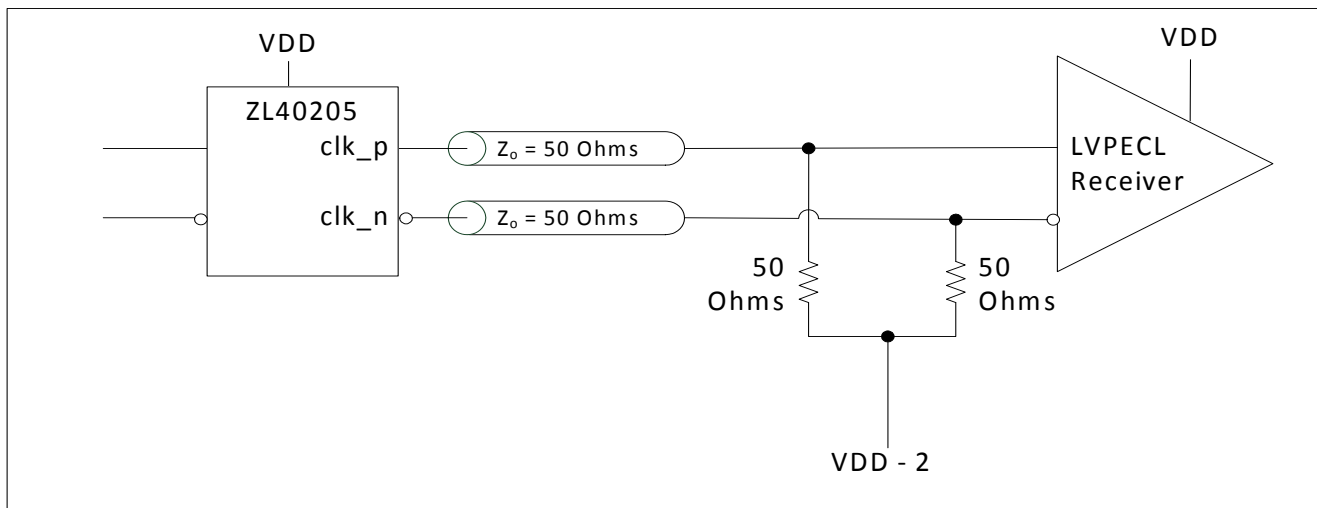 VDD
ZL40205
clk_p
clk_n
Zo = 50 Ohms
Zo = 50 Ohms
50
Ohms
50
Ohms
VDD - 2
VDD
LVPECL
Receiver